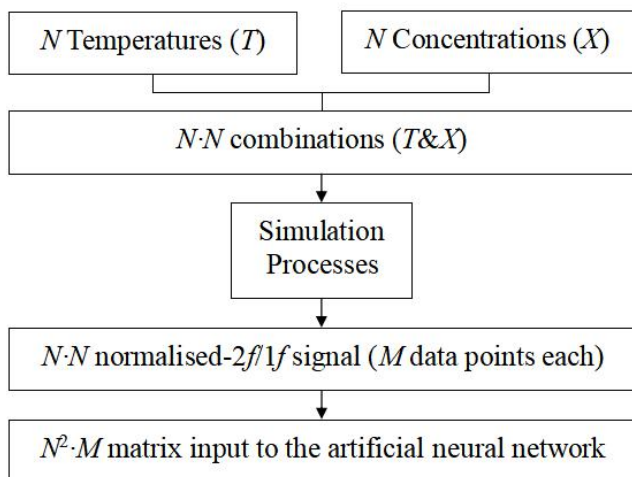 N Temperatures (T)
N Concentrations (X)
N·N combinations (T&X)
Simulation
Processes
N·N normalised-2f/1f signal (M data points each)
N²·M matrix input to the artificial neural network